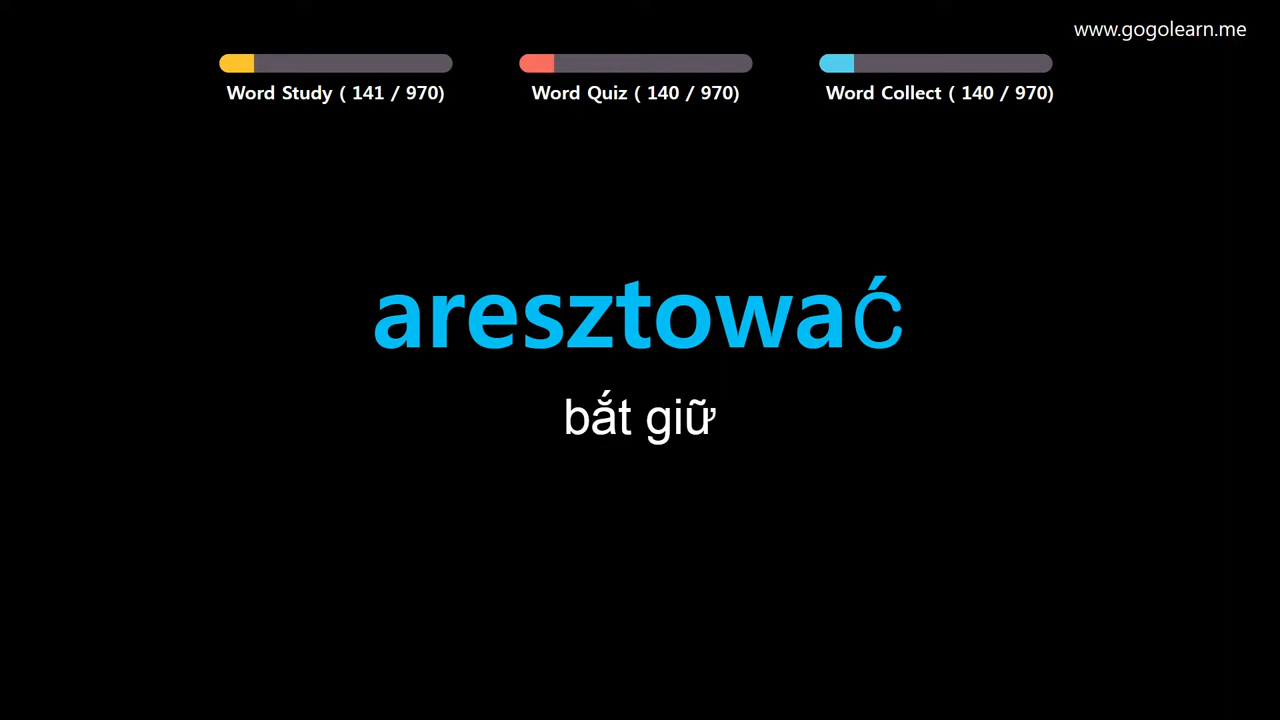 www.gogolearn.me
Word Study ( 141 / 970)
Word Quiz ( 140 / 970)
Word Collect ( 140 / 970)
aresztować
bắt giữ